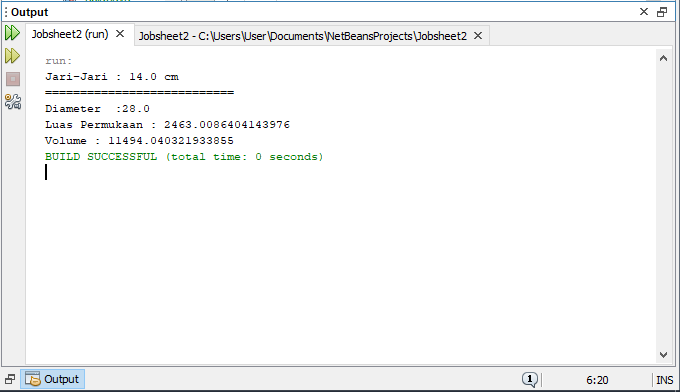 Output
Jobsheet2 (run)
Jobsheet2 - C:\Users\User\Documents\NetBeansProjects\Jobsheet2
run:
Jari-Jari : 14.0 cm
===========================
Diameter  :28.0
Luas Permukaan : 2463.0086404143976
Volume : 11494.040321933855
BUILD SUCCESSFUL (total time: 0 seconds)
Output
1
6:20
INS